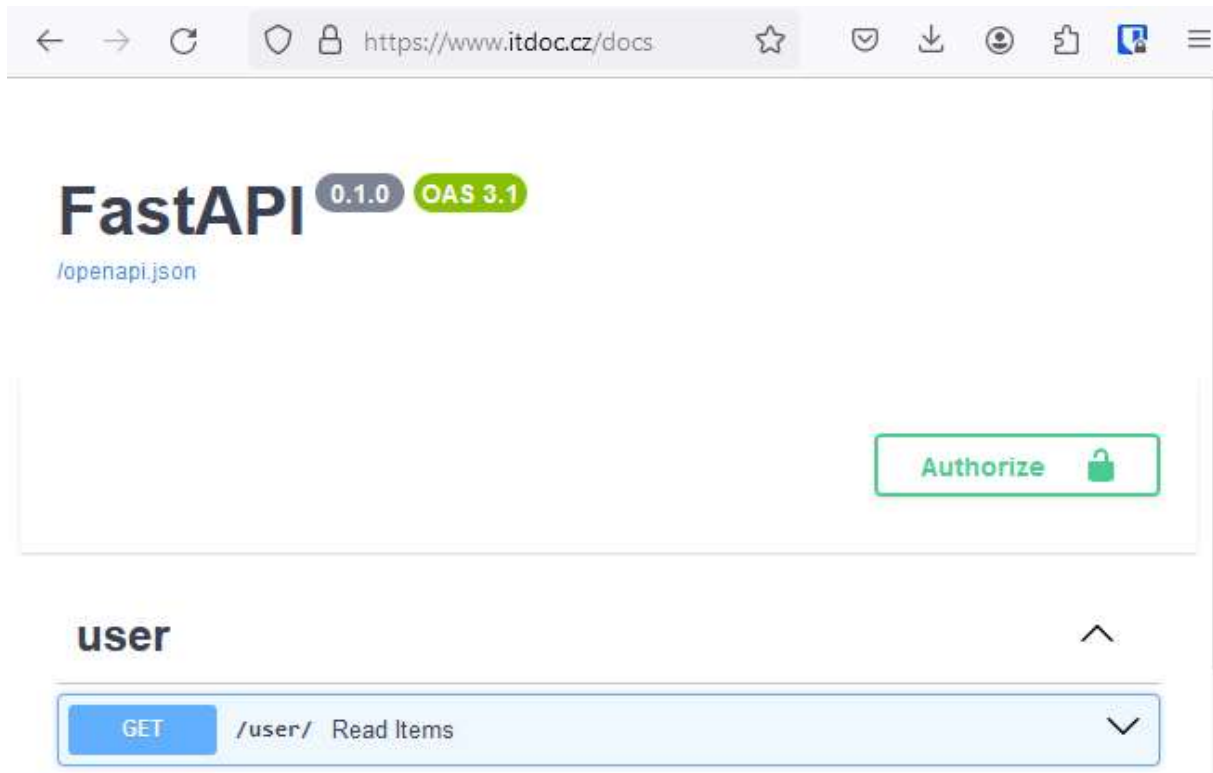 https://www.itdoc.cz/docs
FastAPI 0.1.0 OAS 3.1
/openapi.json
Authorize
user
GET /user/ Read Items